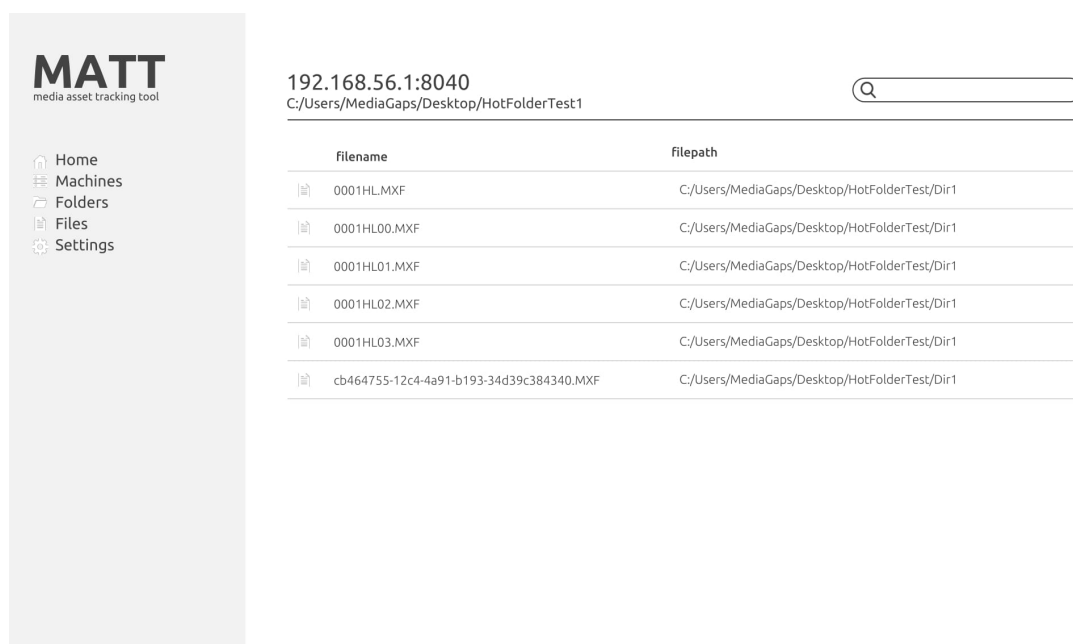 MATT
media asset tracking tool
Home
Machines
Folders
Files
Settings
192.168.56.1:8040
C:/Users/MediaGaps/Desktop/HotFolderTest1
filename filepath
0001HL.MXF C:/Users/MediaGaps/Desktop/HotFolderTest/Dir1
0001HL00.MXF C:/Users/MediaGaps/Desktop/HotFolderTest/Dir1
0001HL01.MXF C:/Users/MediaGaps/Desktop/HotFolderTest/Dir1
0001HL02.MXF C:/Users/MediaGaps/Desktop/HotFolderTest/Dir1
0001HL03.MXF C:/Users/MediaGaps/Desktop/HotFolderTest/Dir1
cb464755-12c4-4a91-b193-34d39c384340.MXF C:/Users/MediaGaps/Desktop/HotFolderTest/Dir1